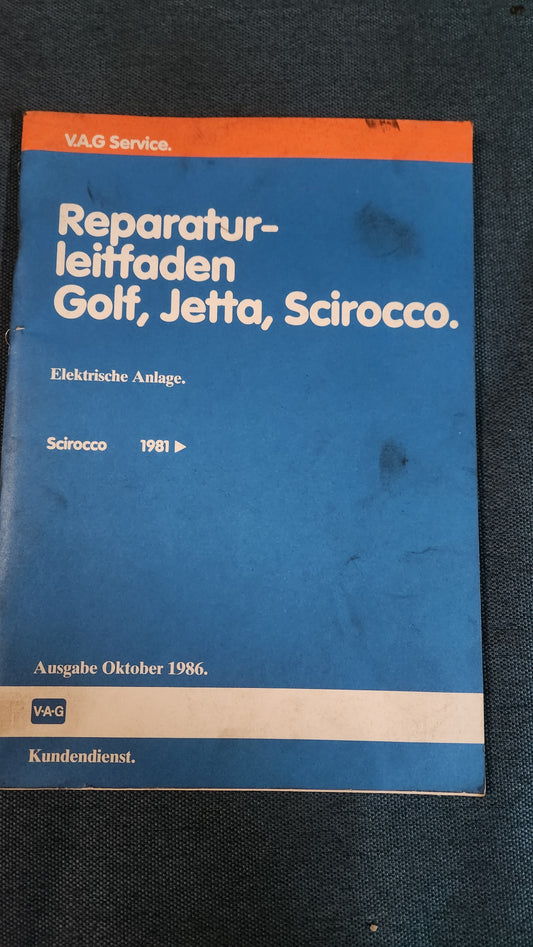 V.A.G Service.
Reparatur-
leitfaden
Golf, Jetta, Scirocco.
Elektrische Anlage.
Scirocco 1981 ►
Ausgabe Oktober 1986.
V·A·G
Kundendienst.